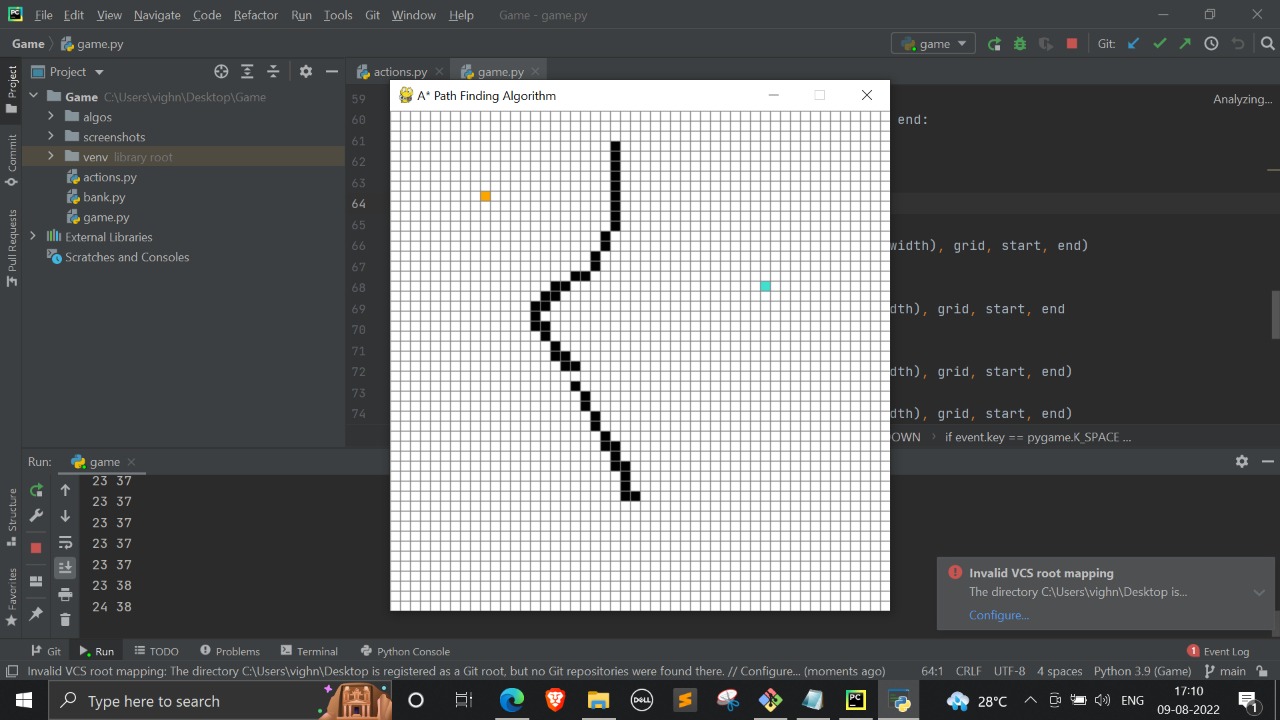 File Edit View Navigate Code Refactor Run Tools Git Window Help Game - game.py
Game game.py game Git:
Project actions.py game.py
Project
Game C:\Users\vighn\Desktop\Game
algos
screenshots
venv library root
actions.py
bank.py
game.py
External Libraries
Scratches and Consoles
Commit
Pull Requests
59
60
61
62
63
64
65
66
67
68
69
70
71
72
73
74
A* Path Finding Algorithm
Analyzing...
end:
width), grid, start, end)
dth), grid, start, end
dth), grid, start, end)
dth), grid, start, end)
OWN if event.key == pygame.K_SPACE ...
Run: game
23 37
23 37
23 37
23 37
23 37
23 38
24 38
Structure
Favorites
Invalid VCS root mapping
The directory C:\Users\vighn\Desktop is...
Configure...
Git Run TODO Problems Terminal Python Console 1 Event Log
Invalid VCS root mapping: The directory C:\Users\vighn\Desktop is registered as a Git root, but no Git repositories were found there. // Configure... (moments ago) 64:1 CRLF UTF-8 4 spaces Python 3.9 (Game) main
Type here to search DELL 28°C ENG 17:10
09-08-2022 1